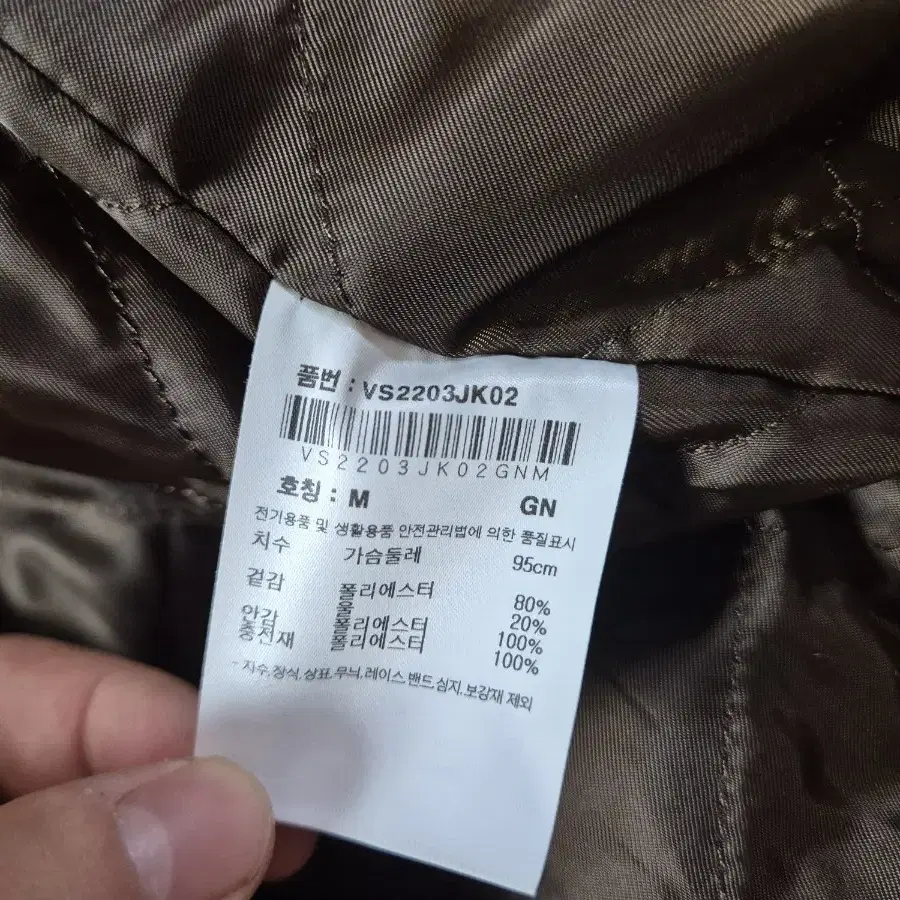 품번 : VS2203JK02
VS2203JK02GNM
호칭 : M GN
전기용품 및 생활용품 안전관리법에 의한 품질표시
치수 가슴둘레 95cm
겉감 폴리에스터 80%
울 20%
안감 폴리에스터 100%
충전재 폴리에스터 100%
- 자수,장식,상표,무늬,레이스 밴드 심지,보강재 제외